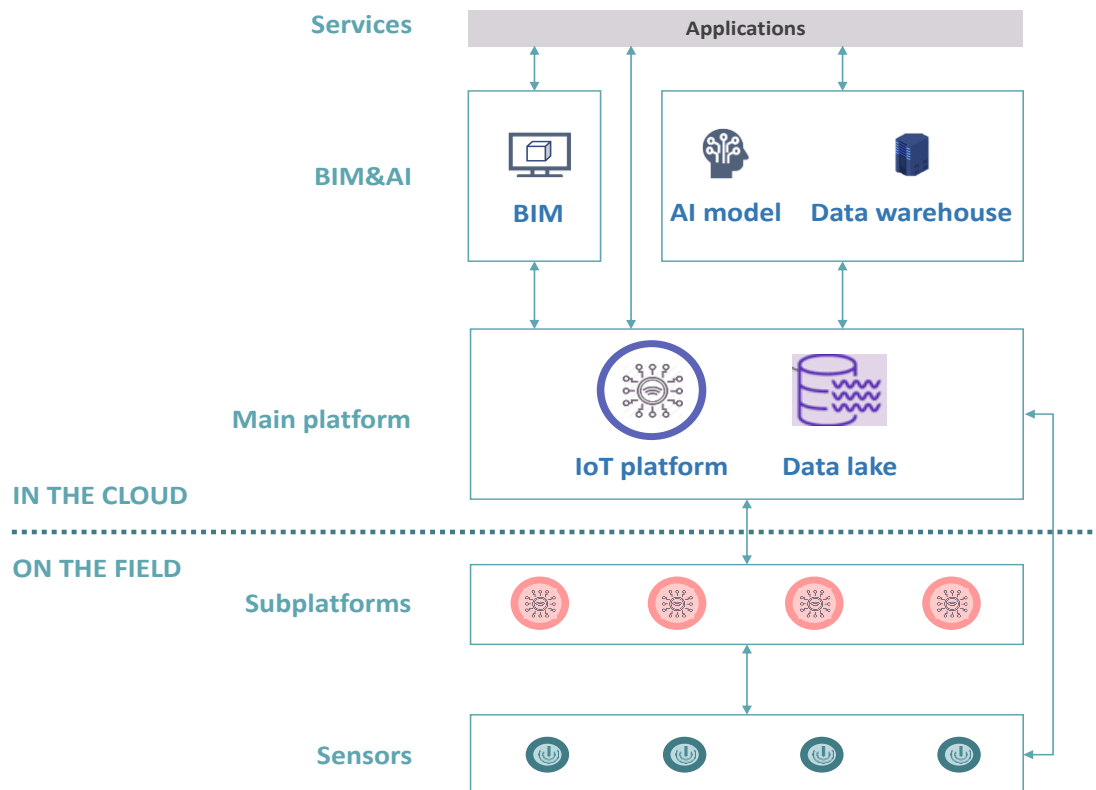 Services
Applications
BIM&AI
BIM
AI model
Data warehouse
Main platform
IoT platform
Data lake
IN THE CLOUD
ON THE FIELD
Subplatforms
Sensors